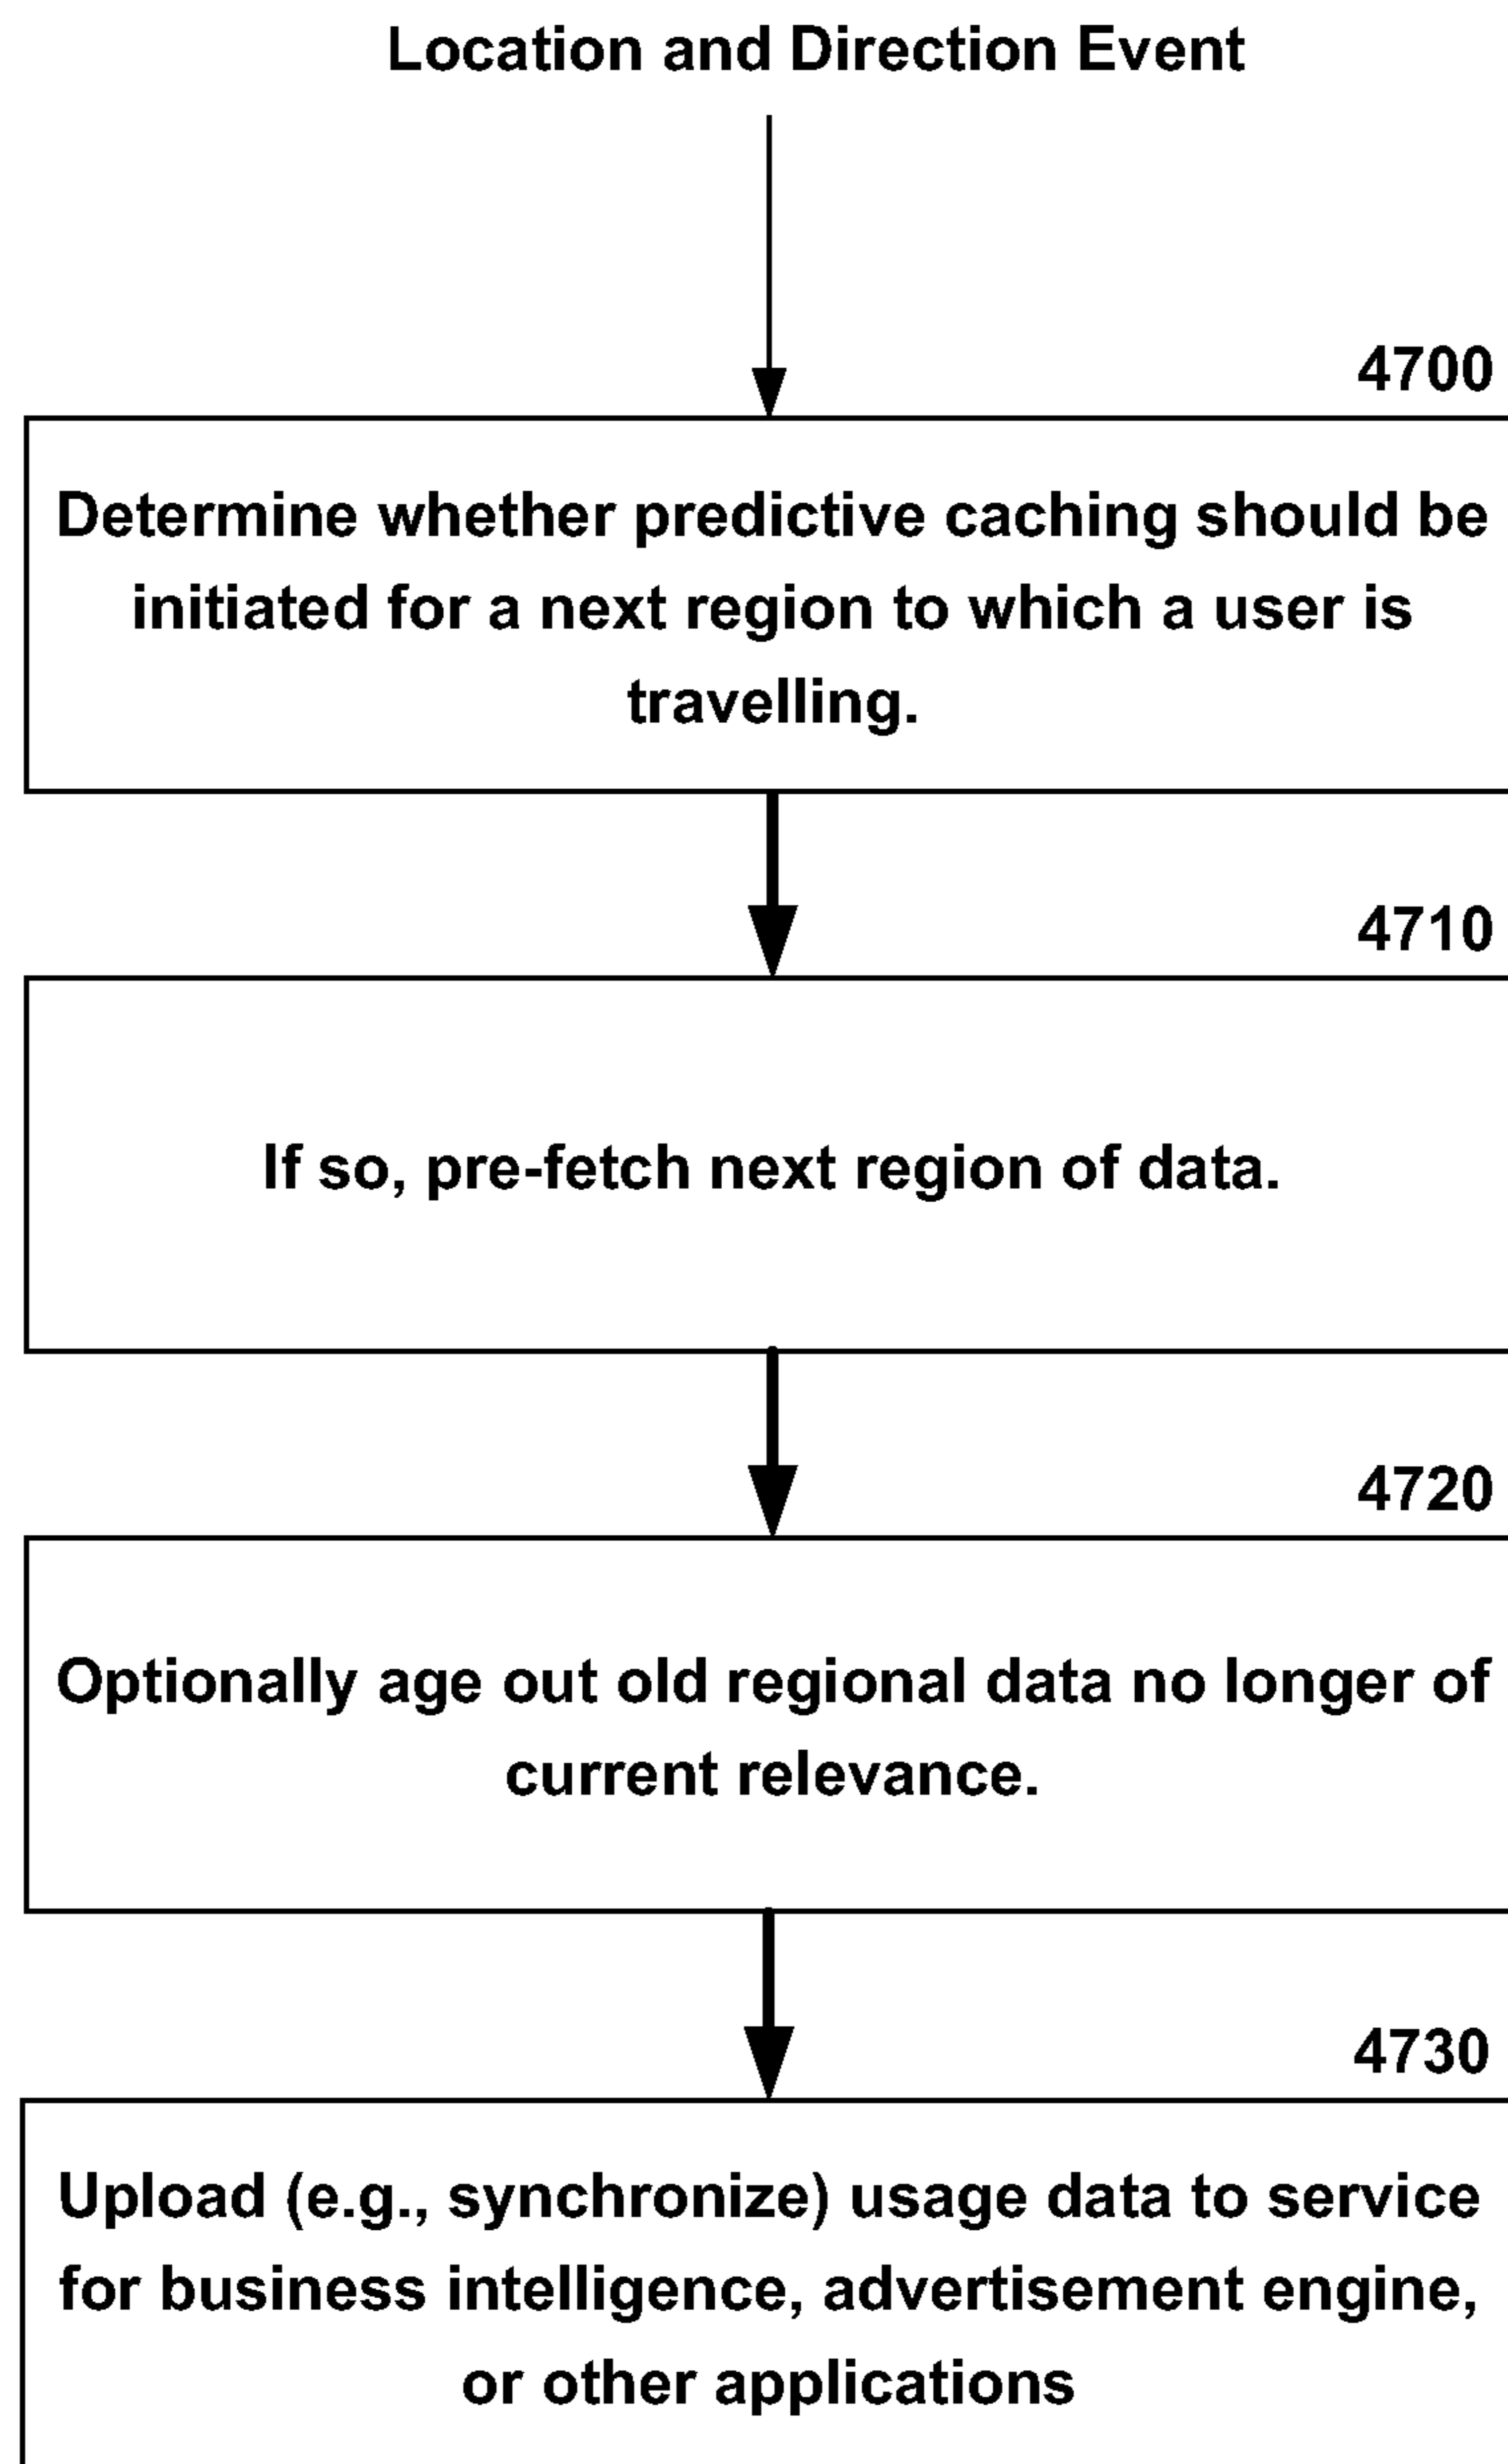 Location and Direction Event
4700
Determine whether predictive caching should be
initiated for a next region to which a user is
travelling.
4710
If so, pre-fetch next region of data.
4720
Optionally age out old regional data no longer of
current relevance.
4730
Upload (e.g., synchronize) usage data to service
for business intelligence, advertisement engine,
or other applications